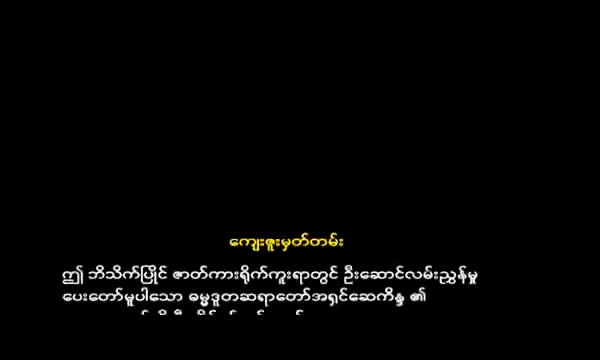 ကျေးဇူးမှတ်တမ်း
ဤ ဘိသိက်ပြိုင် ဇာတ်ကားရိုက်ကူးရာတွင် ဦးဆောင်လမ်းညွှန်မှု
ပေးတော်မူပါသော ဓမ္မဒူတဆရာတော်အရှင်ဆေကိန္ဒ ၏